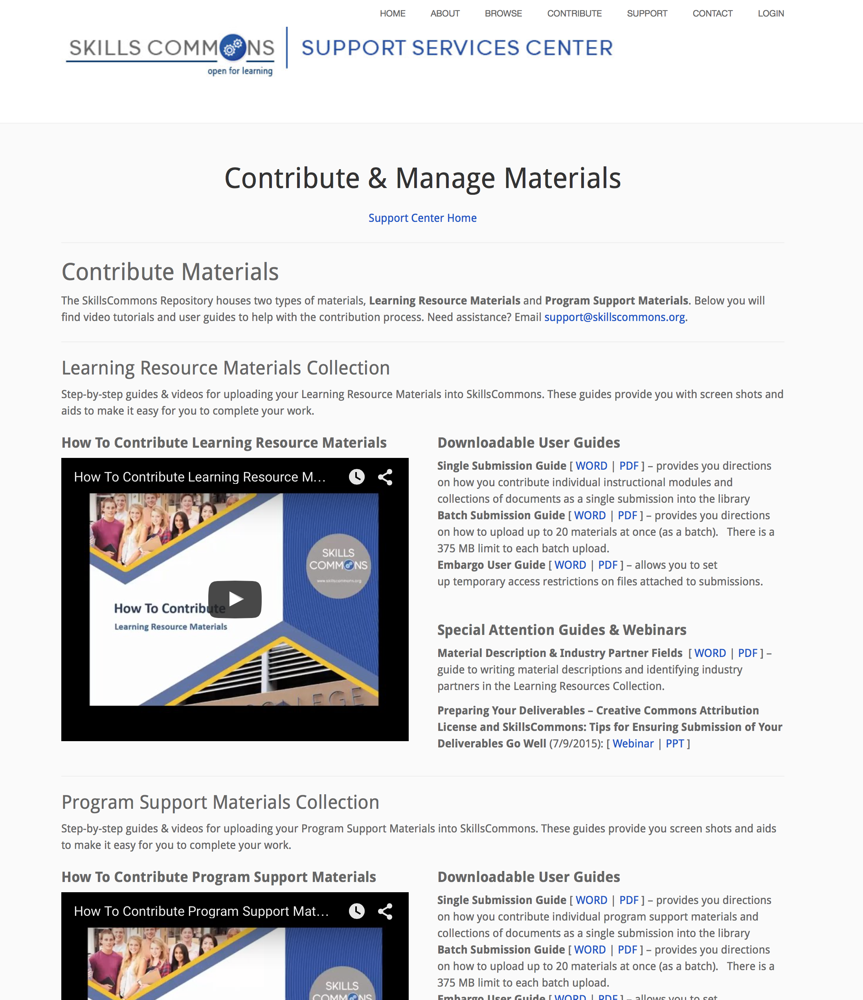 HOME ABOUT BROWSE CONTRIBUTE SUPPORT CONTACT LOGIN
SKILLS COMMONS
open for learning
SUPPORT SERVICES CENTER
Contribute & Manage Materials
Support Center Home
Contribute Materials
The SkillsCommons Repository houses two types of materials, Learning Resource Materials and Program Support Materials. Below you will
find video tutorials and user guides to help with the contribution process. Need assistance? Email support@skillscommons.org.
Learning Resource Materials Collection
Step-by-step guides & videos for uploading your Learning Resource Materials into SkillsCommons. These guides provide you with screen shots and
aids to make it easy for you to complete your work.
How To Contribute Learning Resource Materials
How To Contribute Learning Resource M...
SKILLS
COMMONS
www.skillscommons.org
How To Contribute
Learning Resource Materials
Downloadable User Guides
Single Submission Guide [ WORD | PDF ] – provides you directions
on how you contribute individual instructional modules and
collections of documents as a single submission into the library
Batch Submission Guide [ WORD | PDF ] – provides you directions
on how to upload up to 20 materials at once (as a batch).   There is a
375 MB limit to each batch upload.
Embargo User Guide [ WORD | PDF ] – allows you to set
up temporary access restrictions on files attached to submissions.
Special Attention Guides & Webinars
Material Description & Industry Partner Fields  [ WORD | PDF ] –
guide to writing material descriptions and identifying industry
partners in the Learning Resources Collection.
Preparing Your Deliverables – Creative Commons Attribution
License and SkillsCommons: Tips for Ensuring Submission of Your
Deliverables Go Well (7/9/2015): [ Webinar | PPT ]
Program Support Materials Collection
Step-by-step guides & videos for uploading your Program Support Materials into SkillsCommons. These guides provide you screen shots and aids
to make it easy for you to complete your work.
How To Contribute Program Support Materials
How To Contribute Program Support Mat...
SKILLS
COMMONS
Downloadable User Guides
Single Submission Guide [ WORD | PDF ] – provides you directions
on how you contribute individual program support materials and
collections of documents as a single submission into the library
Batch Submission Guide [ WORD | PDF ] – provides you directions
on how to upload up to 20 materials at once (as a batch).   There is a
375 MB limit to each batch upload.
Embargo User Guide [ WORD | PDF ] – allows you to set